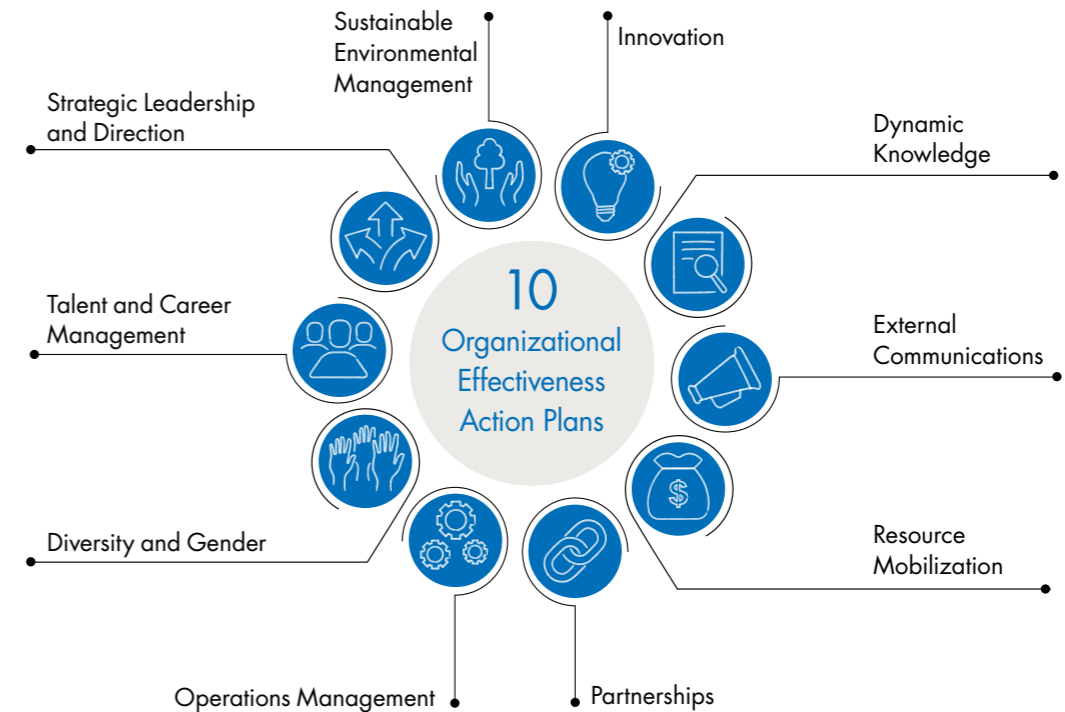 Sustainable
Environmental
Management
Innovation
Strategic Leadership
and Direction
Dynamic
Knowledge
10
Organizational
Effectiveness
Action Plans
Talent and Career
Management
External
Communications
$
Diversity and Gender
Resource
Mobilization
Operations Management
Partnerships